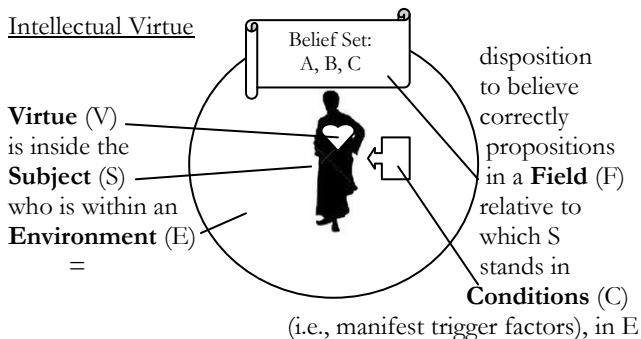 Intellectual Virtue
Belief Set:
A, B, C
Virtue (V)
is inside the
Subject (S)
who is within an
Environment (E)
=
disposition
to believe
correctly
propositions
in a Field (F)
relative to
which S
stands in
Conditions (C)
(i.e., manifest trigger factors), in E